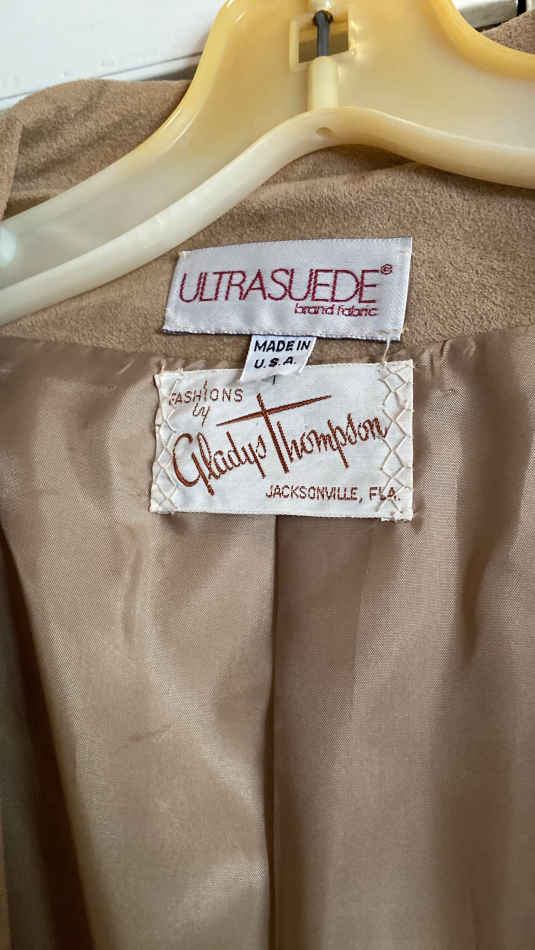 ULTRASUEDE®
brand fabric
MADE IN
U.S.A.
FASHIONS
by
Gladys Thompson
JACKSONVILLE, FLA.